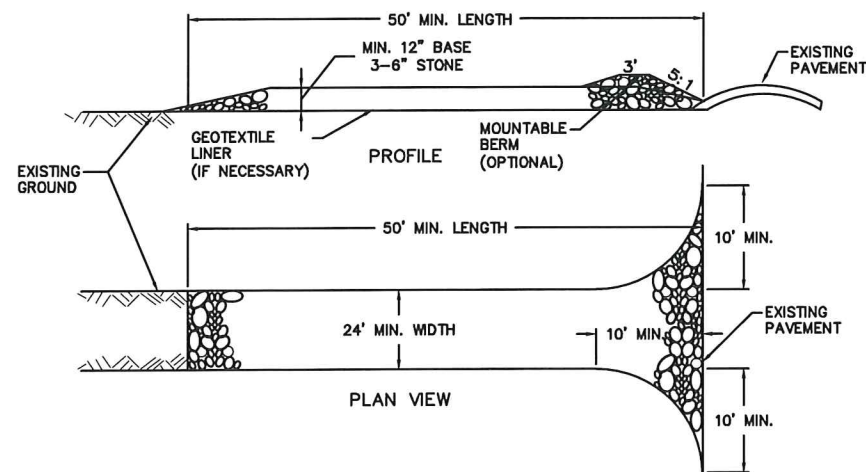 50' MIN. LENGTH
MIN. 12" BASE
3–6" STONE
3'
5:1
EXISTING
PAVEMENT
GEOTEXTILE
LINER
(IF NECESSARY)
PROFILE
MOUNTABLE
BERM
(OPTIONAL)
EXISTING
GROUND
50' MIN. LENGTH
10' MIN.
24' MIN. WIDTH
10' MIN.
EXISTING
PAVEMENT
PLAN VIEW
10' MIN.